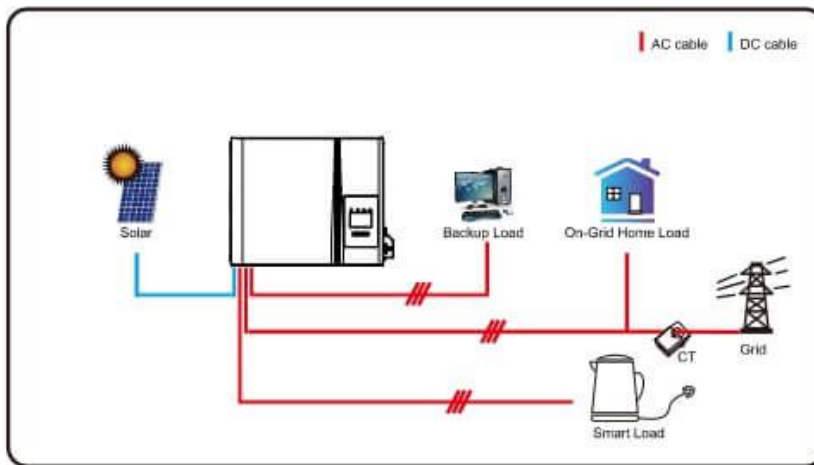 AC cable
DC cable
Solar
Backup Load
On-Grid Home Load
CT
Grid
Smart Load